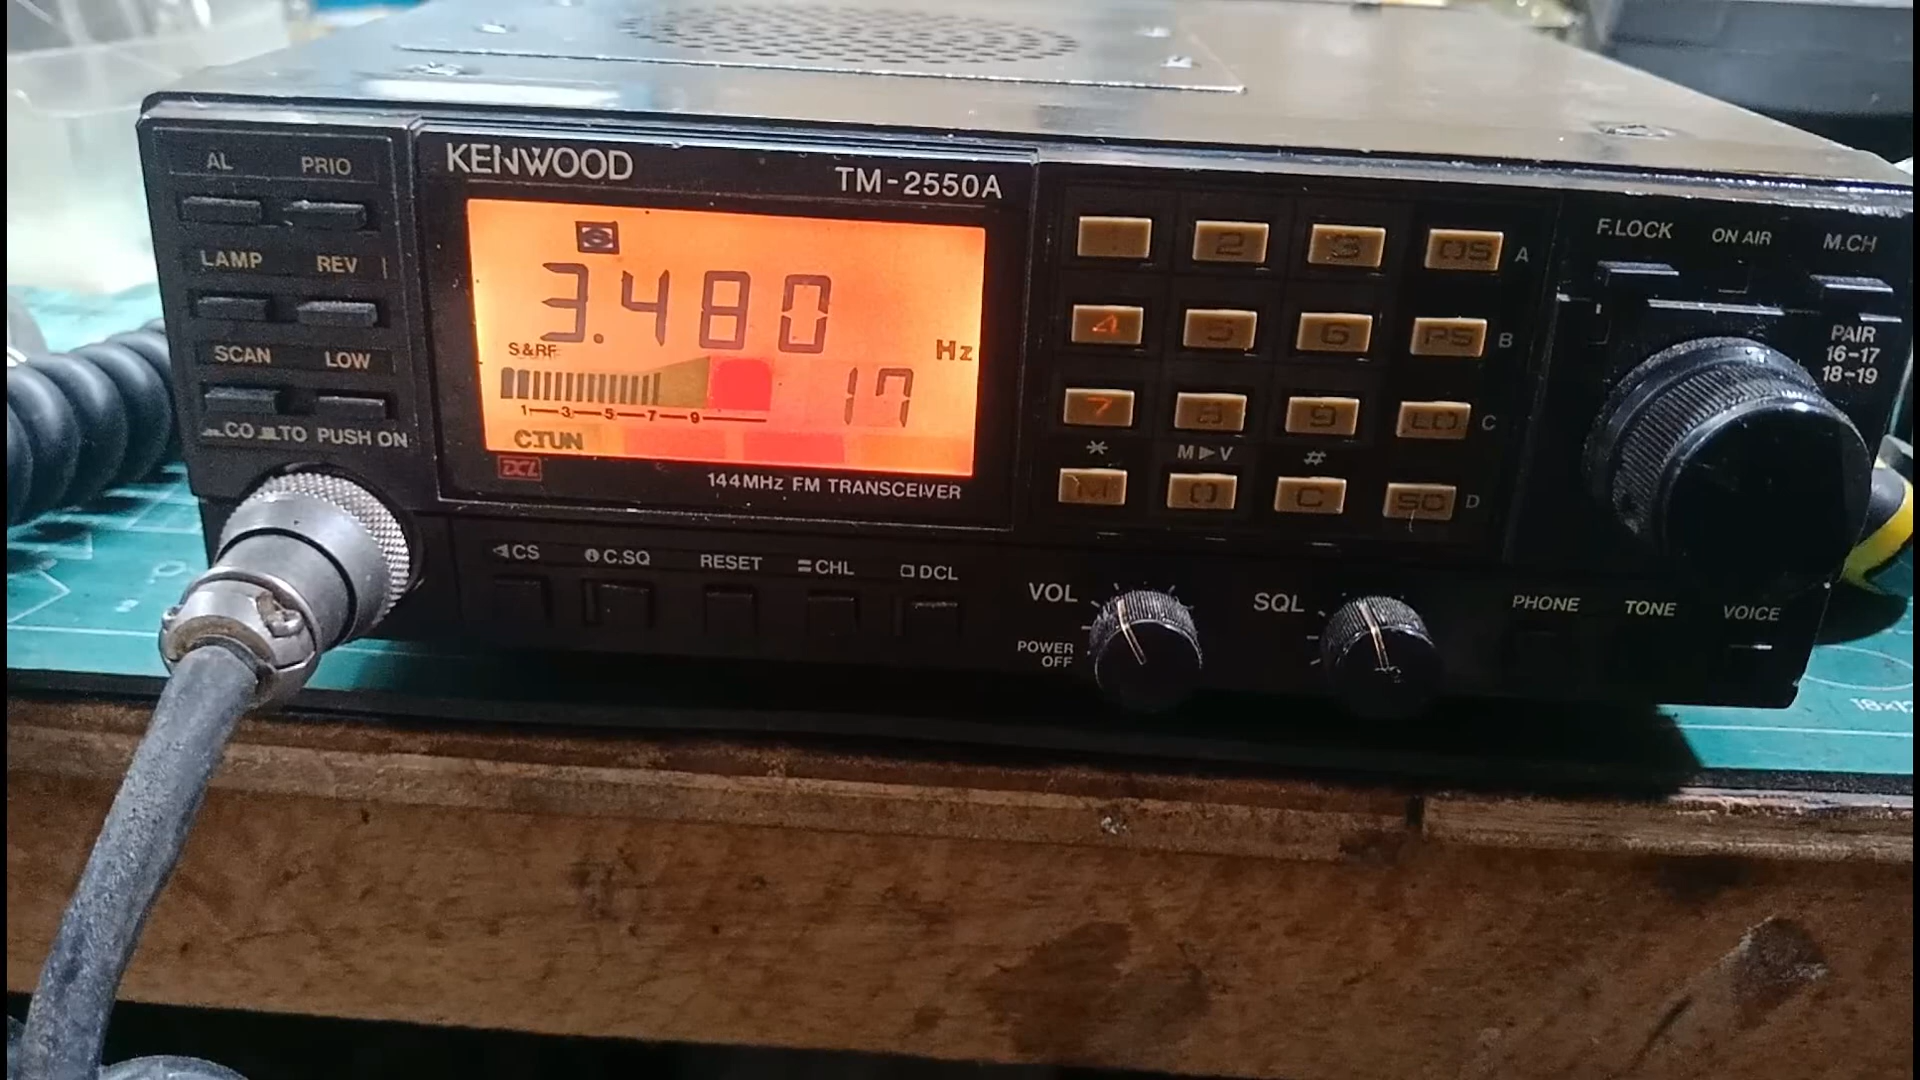 AL PRIO
KENWOOD
TM-2550A
LAMP REV
SCAN LOW
CO TO PUSH ON
3.480
Hz
S&RF
17
1 3 5 7 9
C.TUN
DCL
144MHz FM TRANSCEIVER
2 3 OS A
4 5 6 PS B
7 8 9 LO C
* M▶V #
M 0 C SC D
F.LOCK ON AIR M.CH
PAIR
16-17
18-19
CS C.SQ RESET CHL DCL
VOL
POWER
OFF
SQL
PHONE TONE VOICE